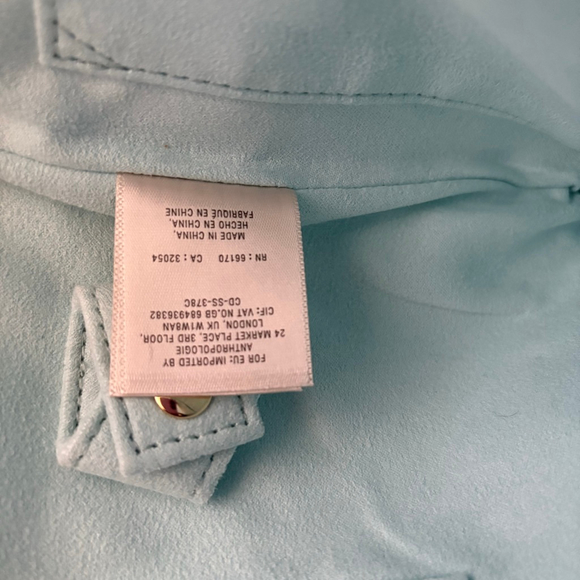 FOR EU: IMPORTED BY
ANTHROPOLOGIE
24 MARKET PLACE, 3RD FLOOR,
LONDON, UK W1W8AN
CIF: VAT NO.GB 684936382
CD-SS-378C
RN : 66170 CA : 32054
MADE IN CHINA,
HECHO EN CHINA,
FABRIQUÉ EN CHINE